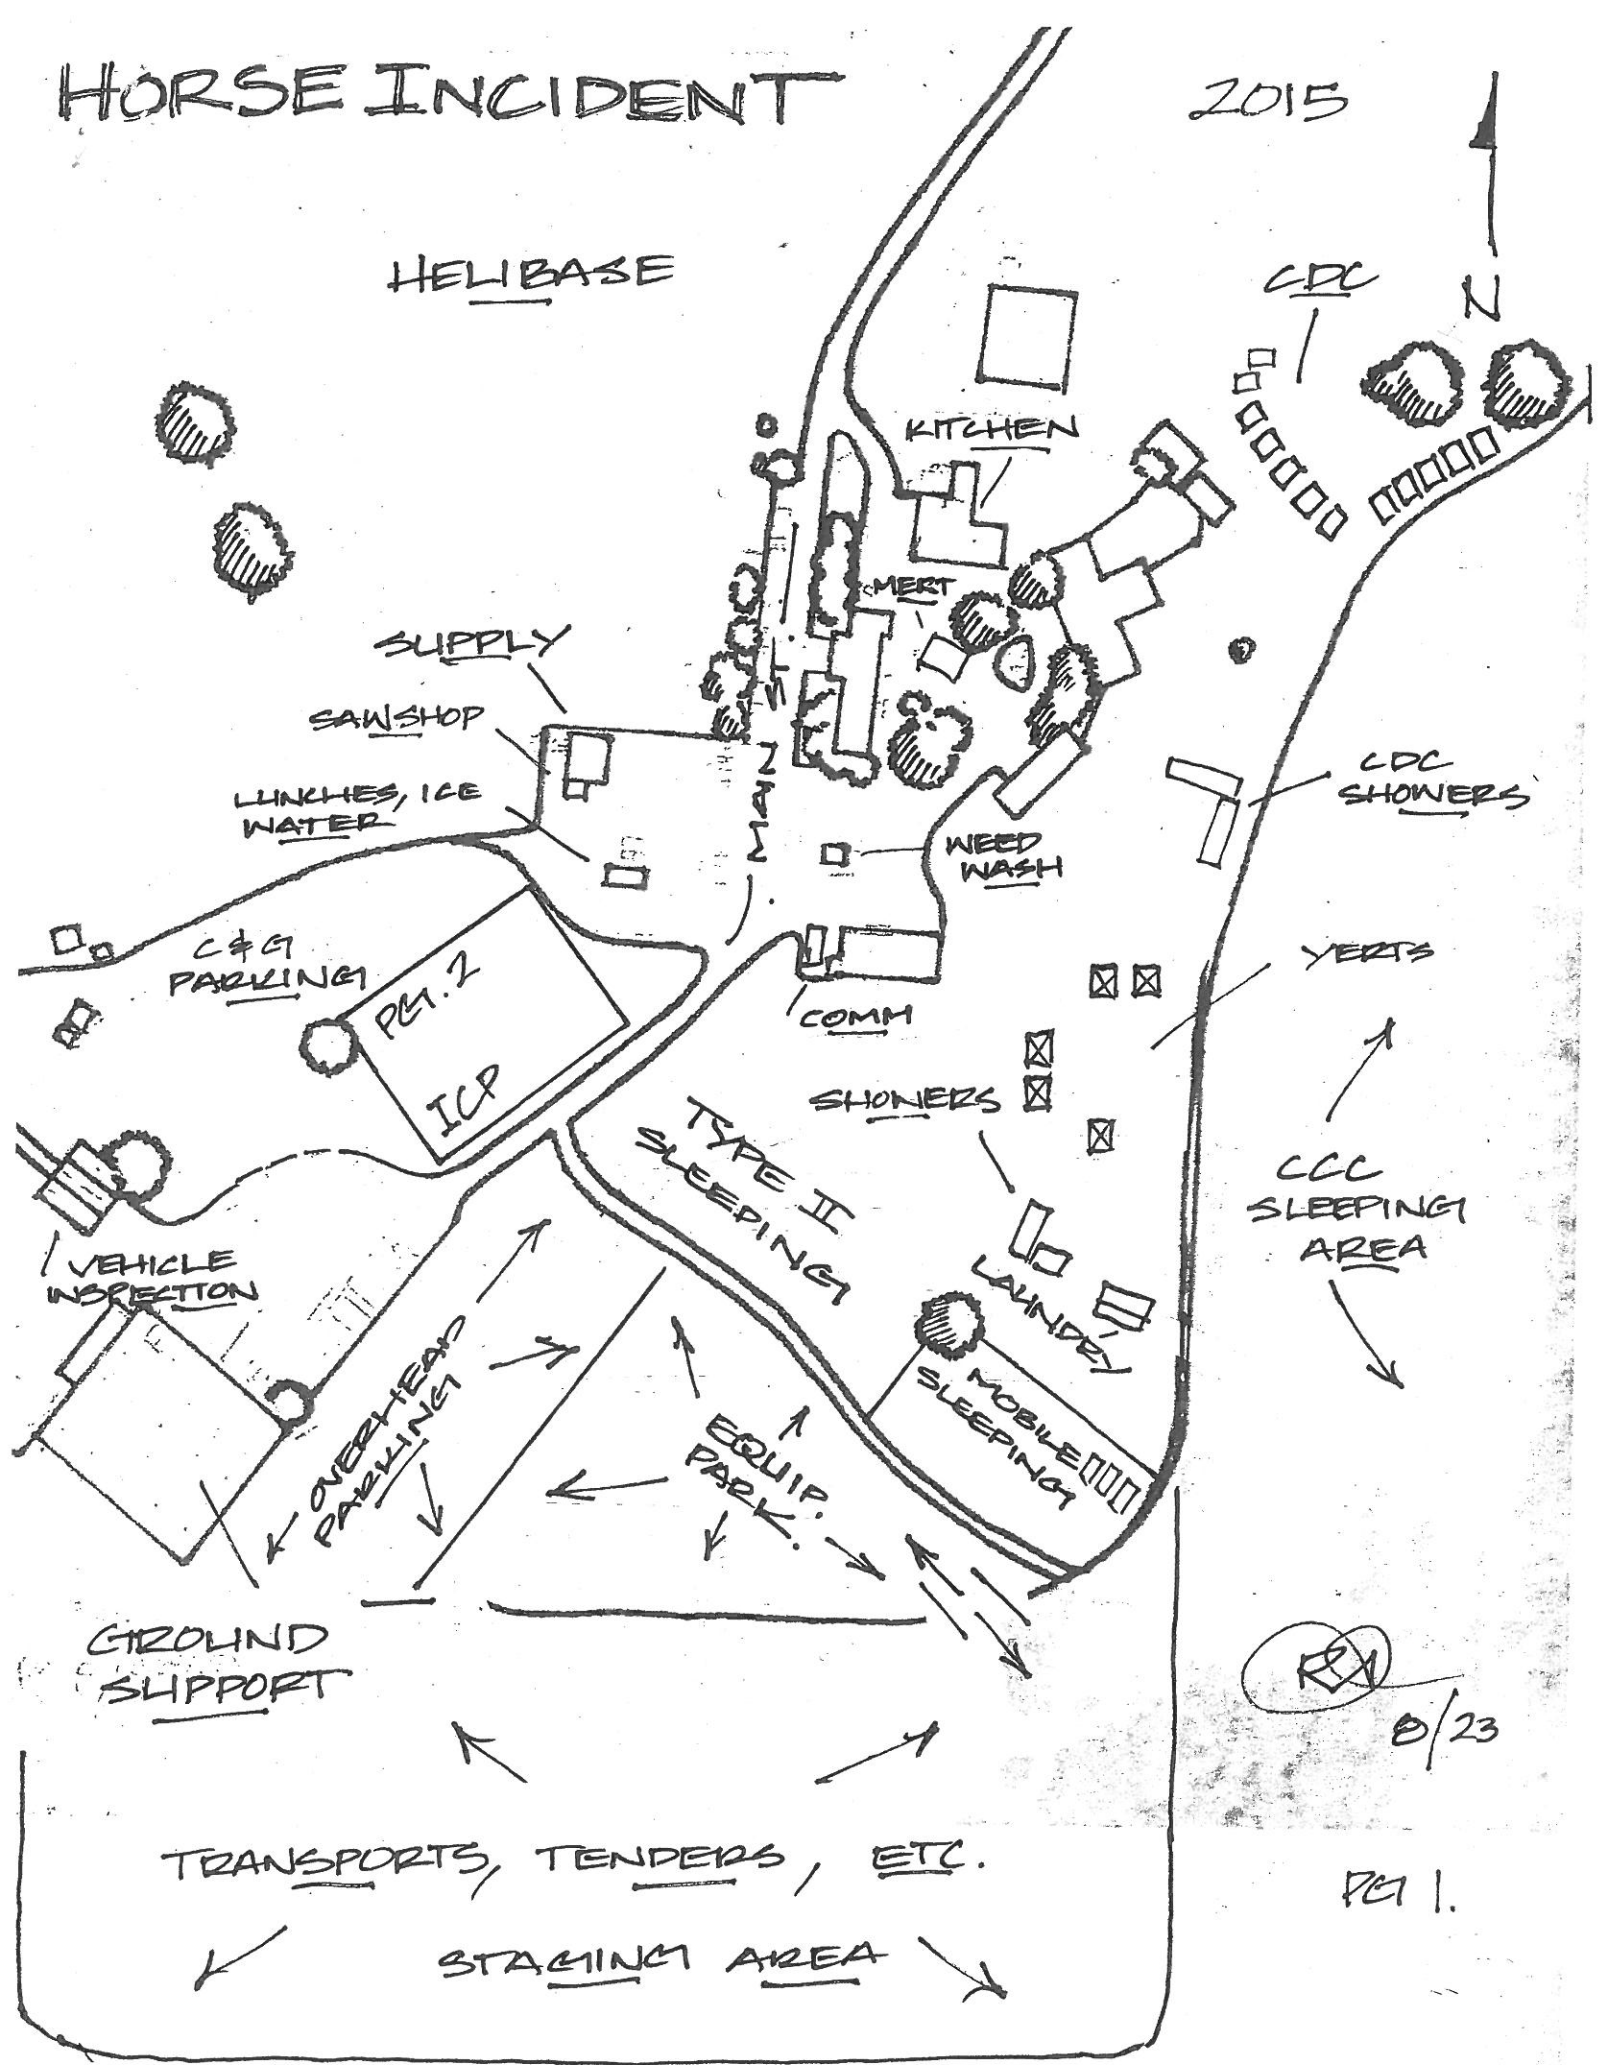 HORSE INCIDENT
2015
N
HELIBASE
CDC
KITCHEN
MERT
SUPPLY
SAWSHOP
LUNCHES, ICE
WATER
MAIN ST.
CDC
SHOWERS
WEED
WASH
C&G
PARKING
PG. 2
ICP
COMM
YERTS
SHOWERS
TYPE II
SLEEPING
CCC
SLEEPING
AREA
VEHICLE
INSPECTION
LAUNDRY
MOBILE
SLEEPING
OVERHEAD
PARKING
EQUIP.
PARK.
GROUND
SUPPORT
8/23
TRANSPORTS, TENDERS, ETC.
STAGING AREA
PG 1.